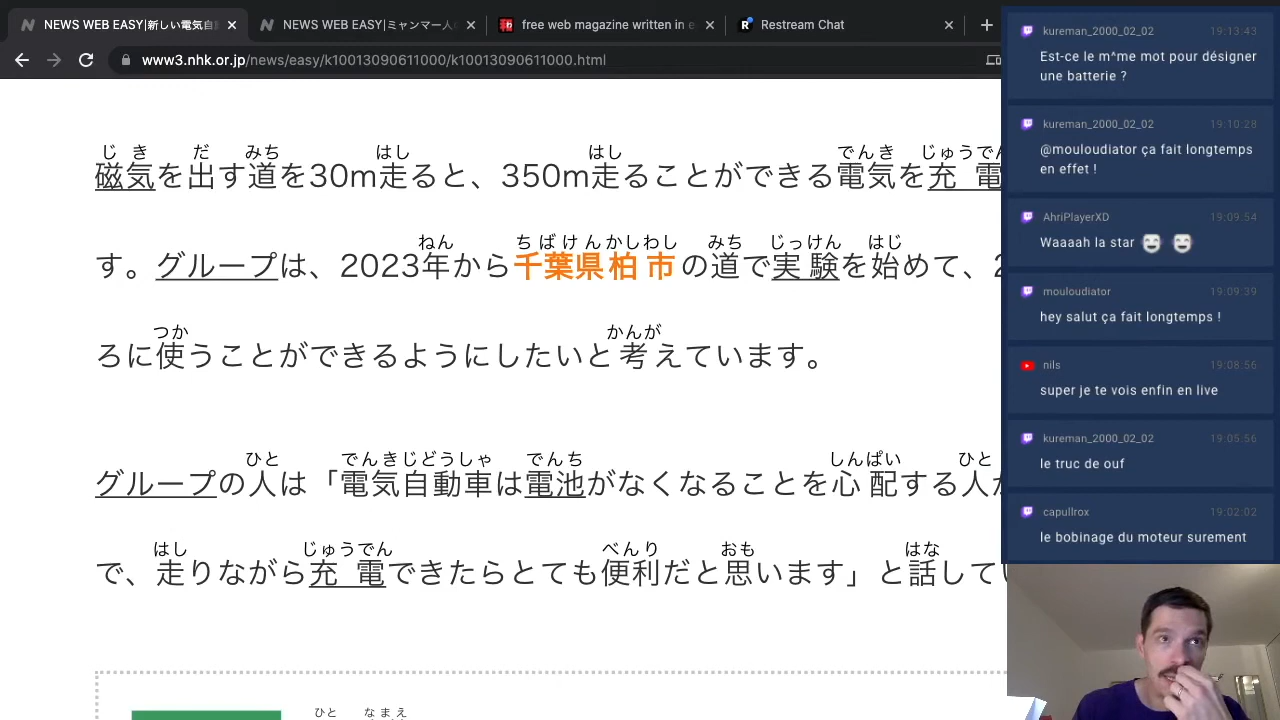 NEWS WEB EASY|新しい電気自動
NEWS WEB EASY|ミャンマー人
free web magazine written in e
Restream Chat
www3.nhk.or.jp/news/easy/k10013090611000/k10013090611000.html
じき だ みち はし はし でんき じゅうでん
磁気を出す道を30m走ると、350m走ることができる電気を充電
ねん ちばけんかしわし みち じっけん はじ
す。グループは、2023年から千葉県柏市の道で実験を始めて、2
つか かんが
ろに使うことができるようにしたいと考えています。
ひと でんきじどうしゃ でんち しんぱい ひと
グループの人は「電気自動車は電池がなくなることを心配する人が
はし じゅうでん べんり おも はな
で、走りながら充電できたらとても便利だと思います」と話してい
ひと なまえ
kureman_2000_02_02 19:13:43
Est-ce le m^me mot pour désigner
une batterie ?
kureman_2000_02_02 19:10:28
@mouloudiator ça fait longtemps
en effet !
AhriPlayerXD 19:09:54
Waaaah la star
mouloudiator 19:09:39
hey salut ça fait longtemps !
nils 19:08:56
super je te vois enfin en live
kureman_2000_02_02 19:05:56
le truc de ouf
capullrox 19:02:02
le bobinage du moteur surement